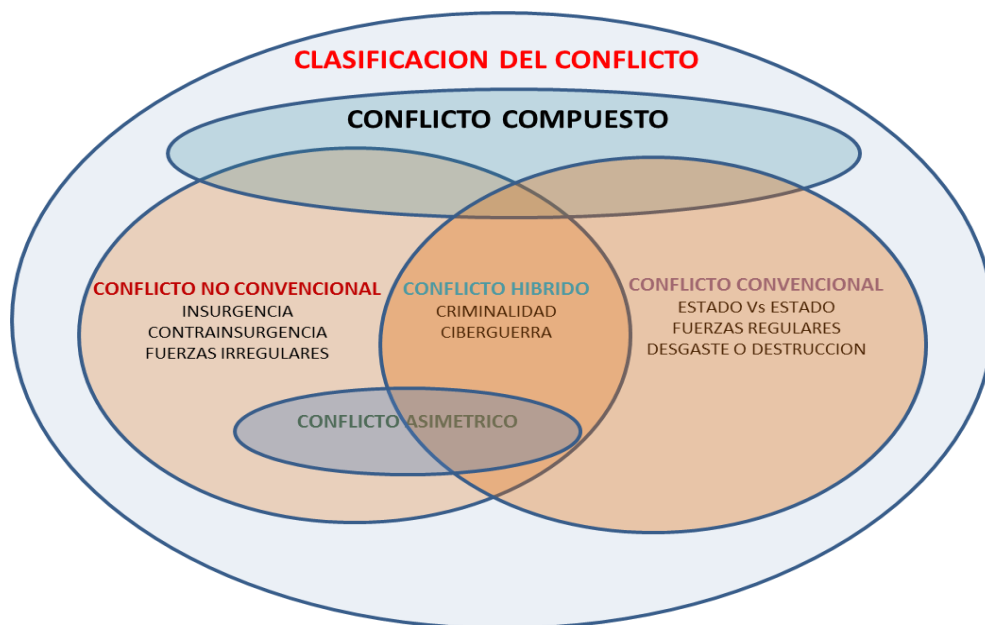 CLASIFICACION DEL CONFLICTO
CONFLICTO COMPUESTO
CONFLICTO NO CONVENCIONAL
INSURGENCIA
CONTRAINSURGENCIA
FUERZAS IRREGULARES
CONFLICTO HIBRIDO
CRIMINALIDAD
CIBERGUERRA
CONFLICTO CONVENCIONAL
ESTADO Vs ESTADO
FUERZAS REGULARES
DESGASTE O DESTRUCCION
CONFLICTO ASIMETRICO